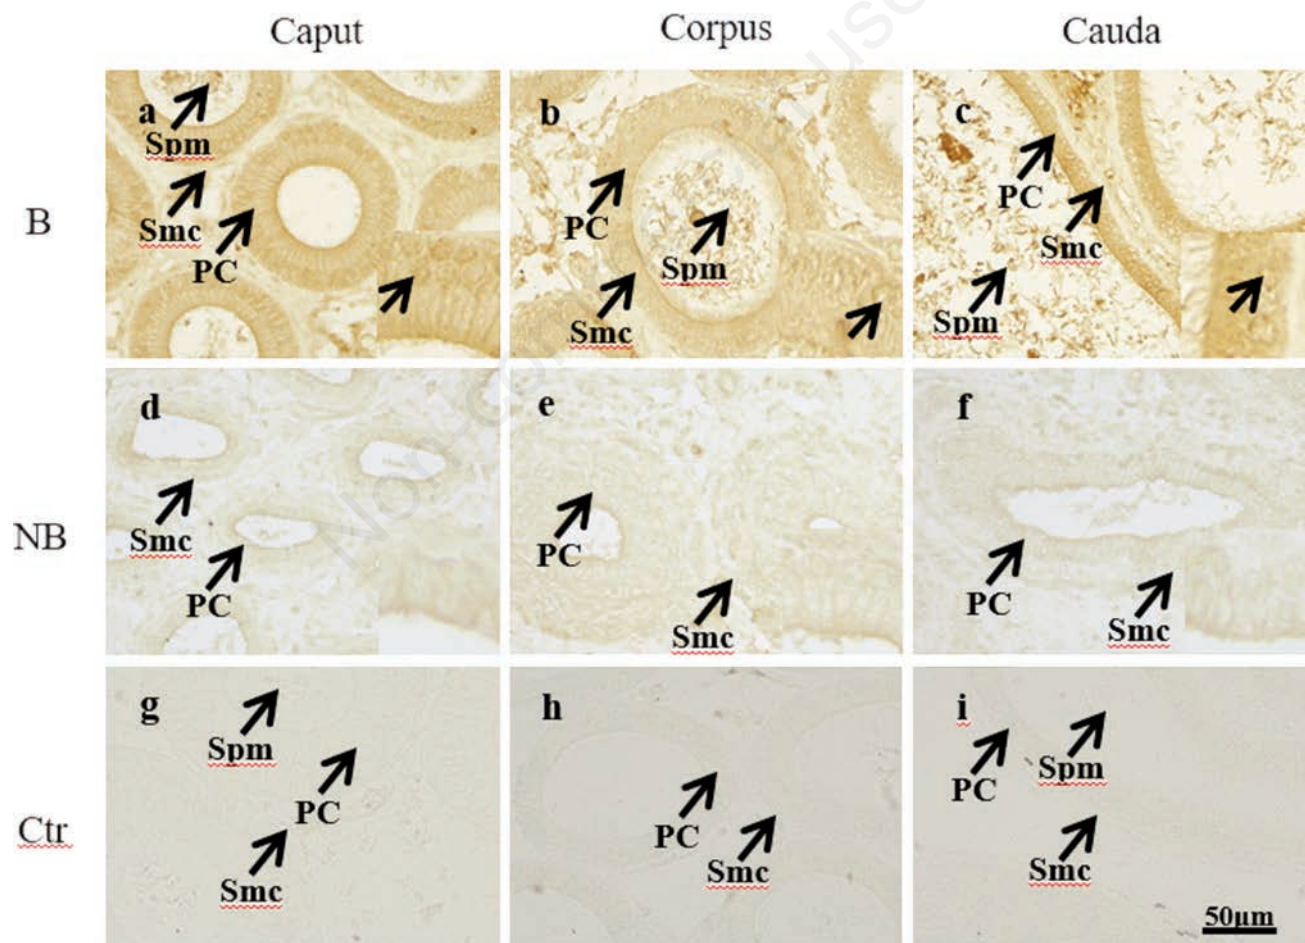 Caput Corpus Cauda
B
a
Spm
Smc
PC
b
PC
Spm
Smc
c
PC
Smc
Spm
NB
d
Smc
PC
e
PC
Smc
f
PC
Smc
Ctr
g
Spm
PC
Smc
h
PC
Smc
i
PC
Spm
Smc
50μm